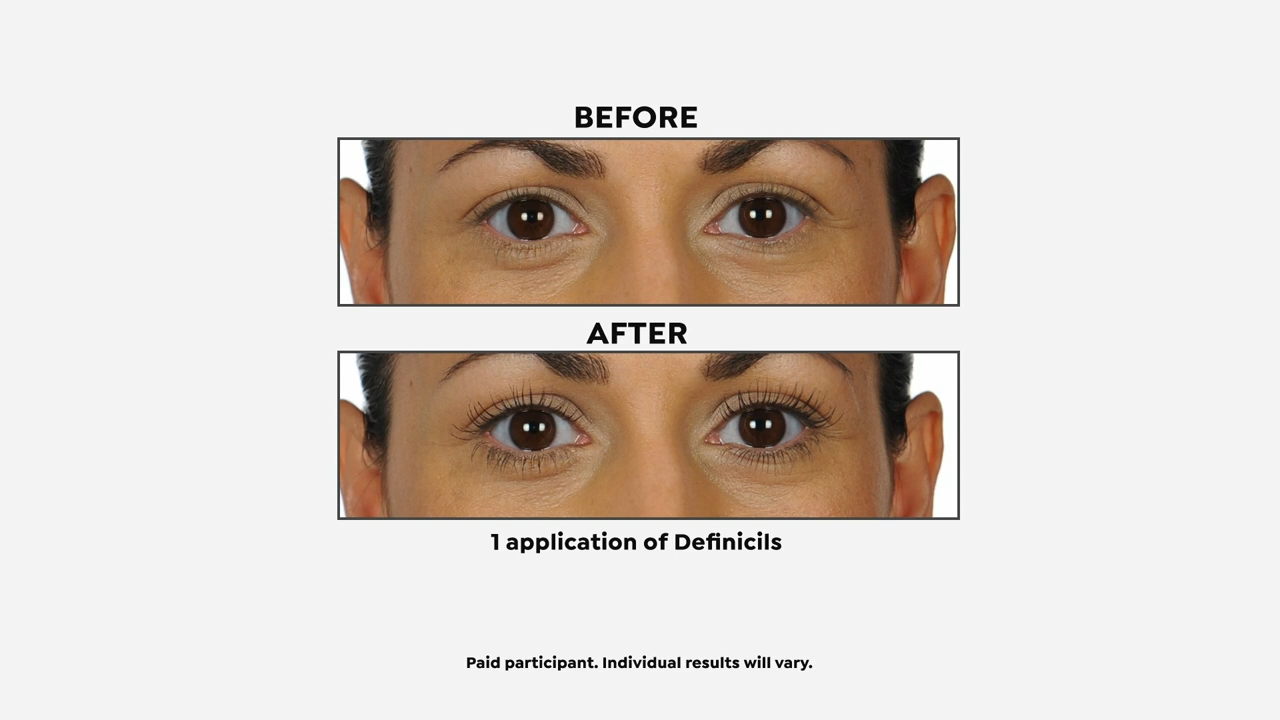 BEFORE
AFTER
1 application of Definicils
Paid participant. Individual results will vary.